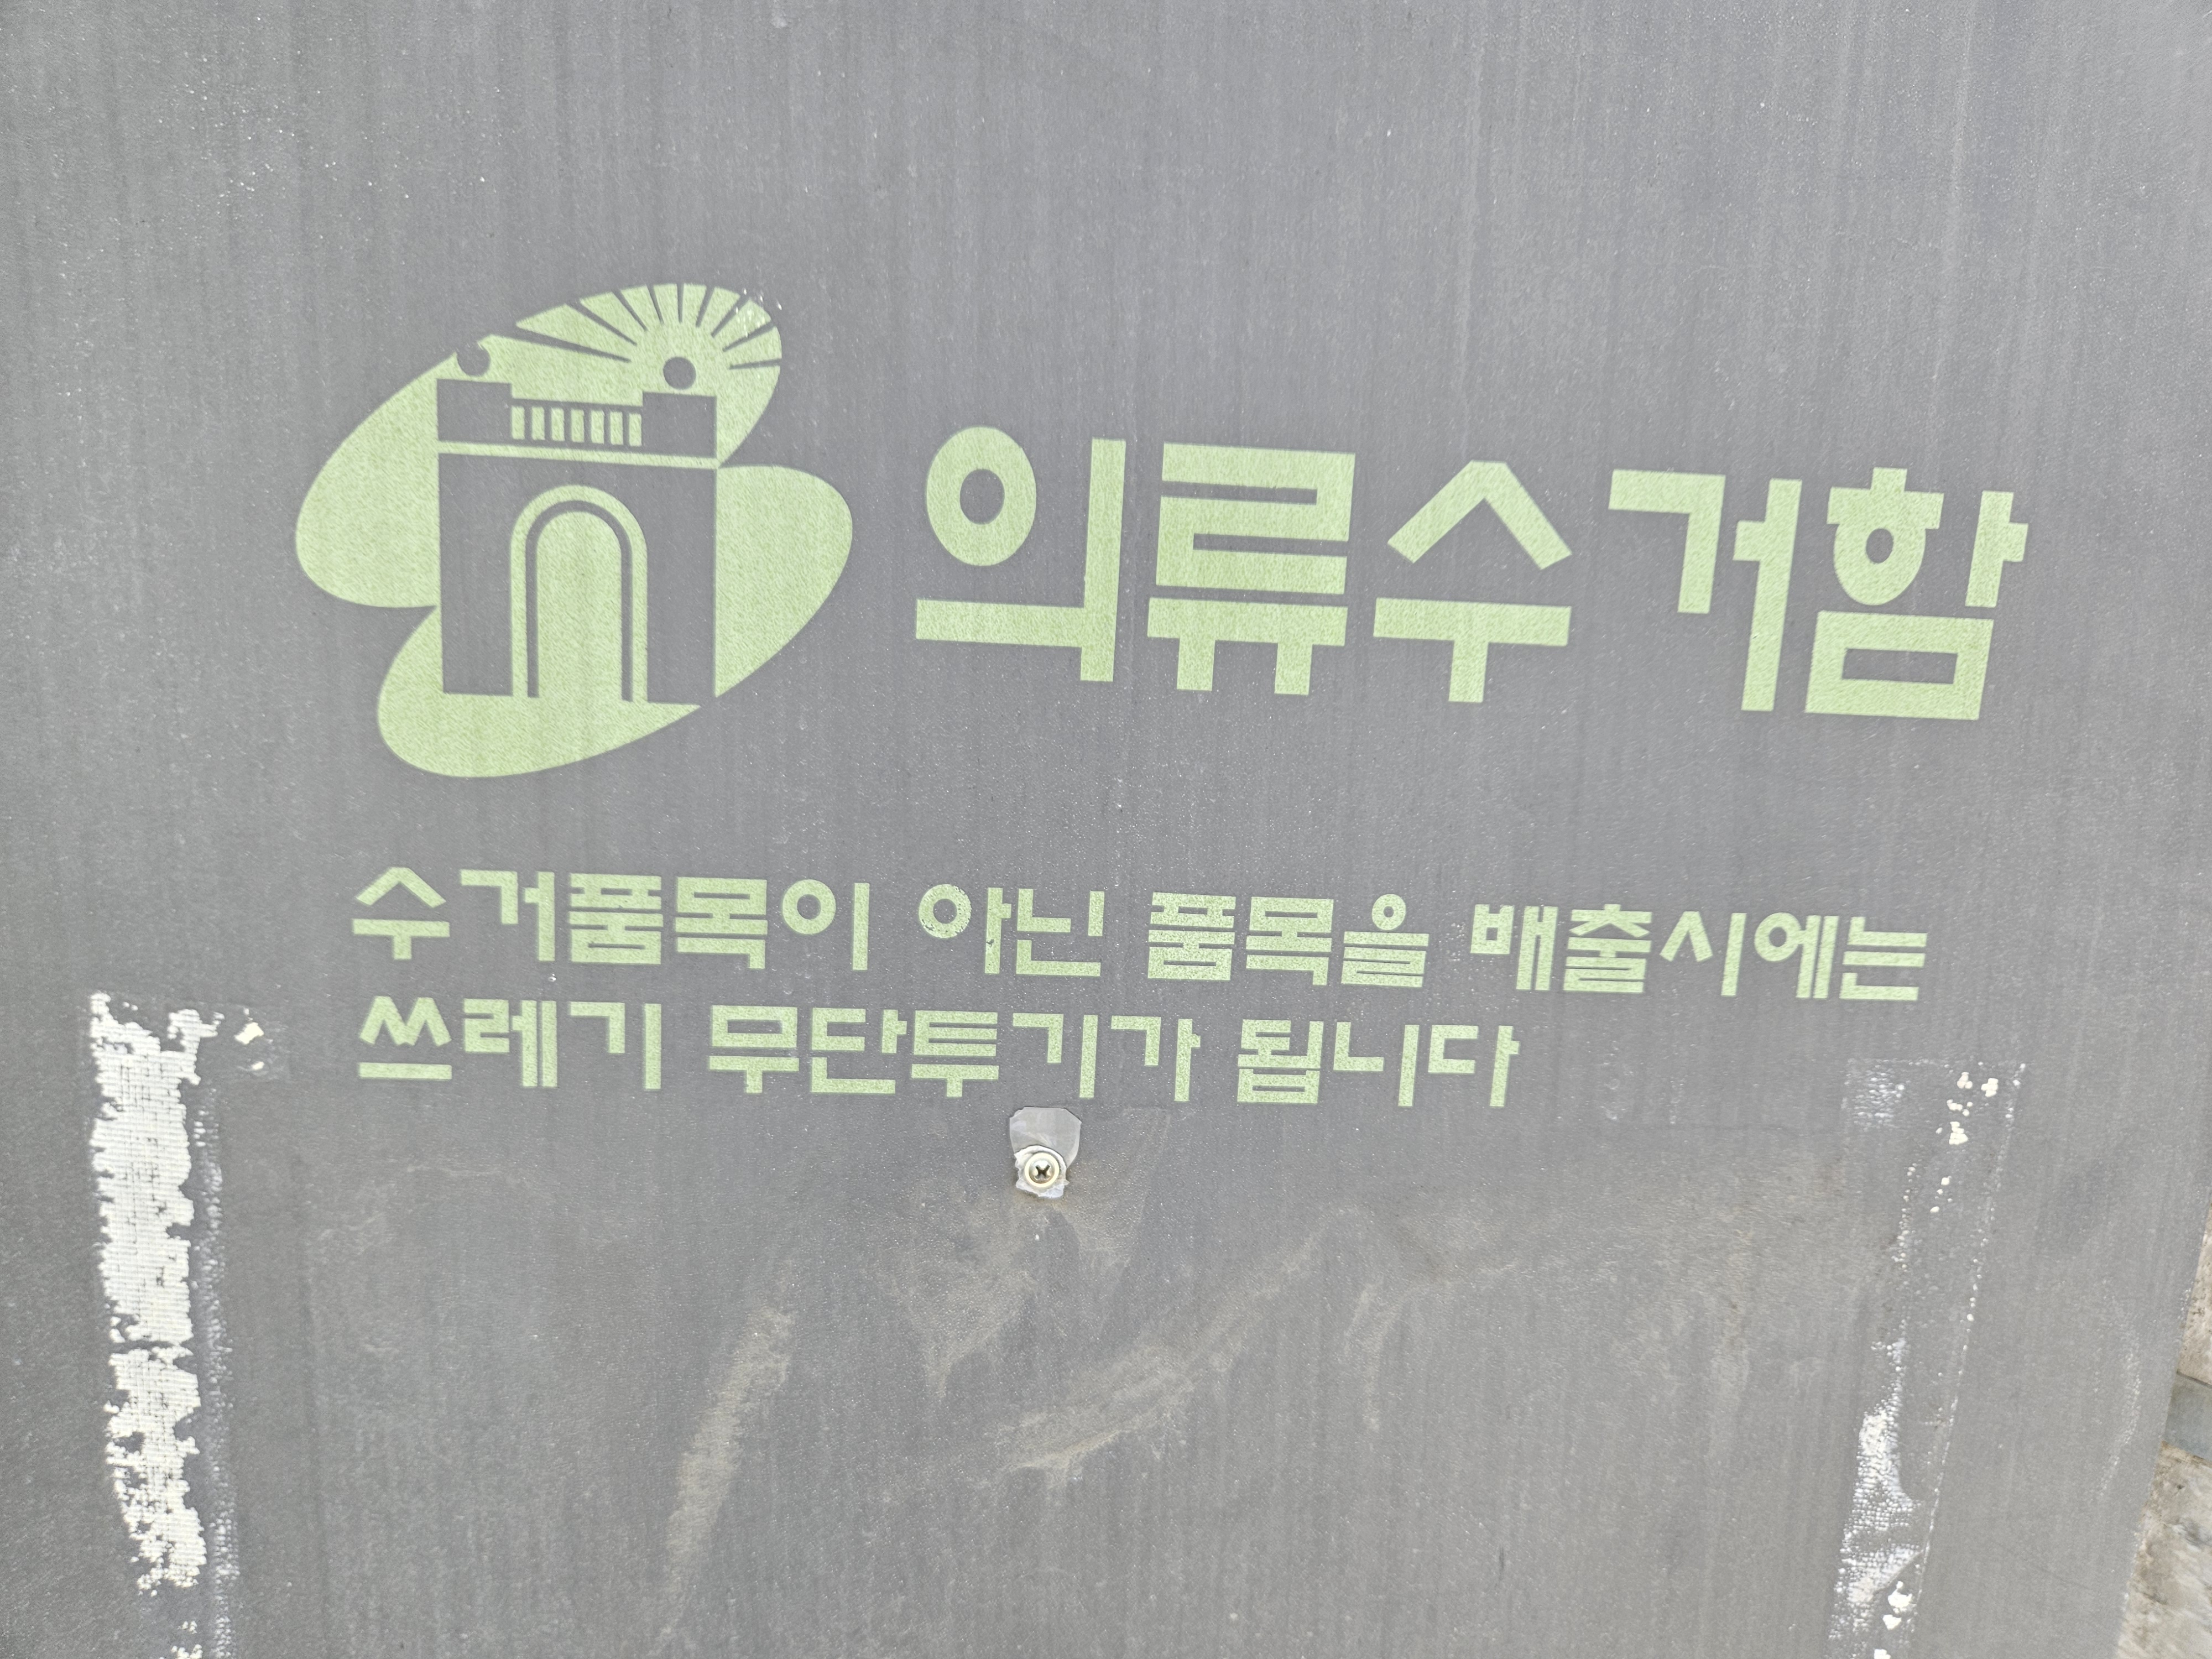 의류수거함
수거품목이 아닌 품목을 배출시에는
쓰레기 무단투기가 됩니다